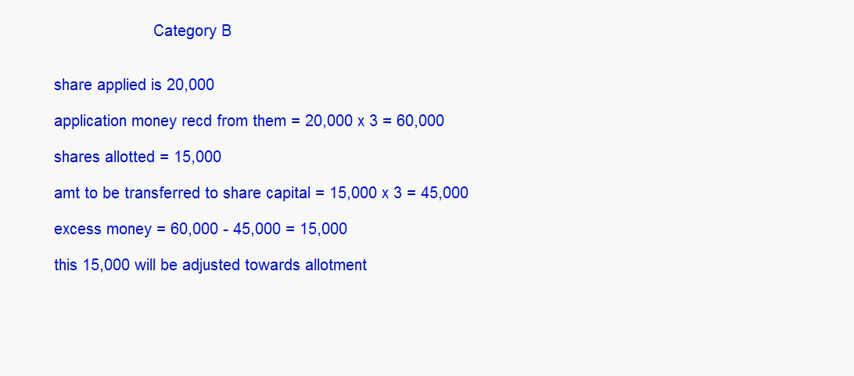 Category B
share applied is 20,000
application money recd from them = 20,000 x 3 = 60,000
shares allotted = 15,000
amt to be transferred to share capital = 15,000 x 3 = 45,000
excess money = 60,000 - 45,000 = 15,000
this 15,000 will be adjusted towards allotment